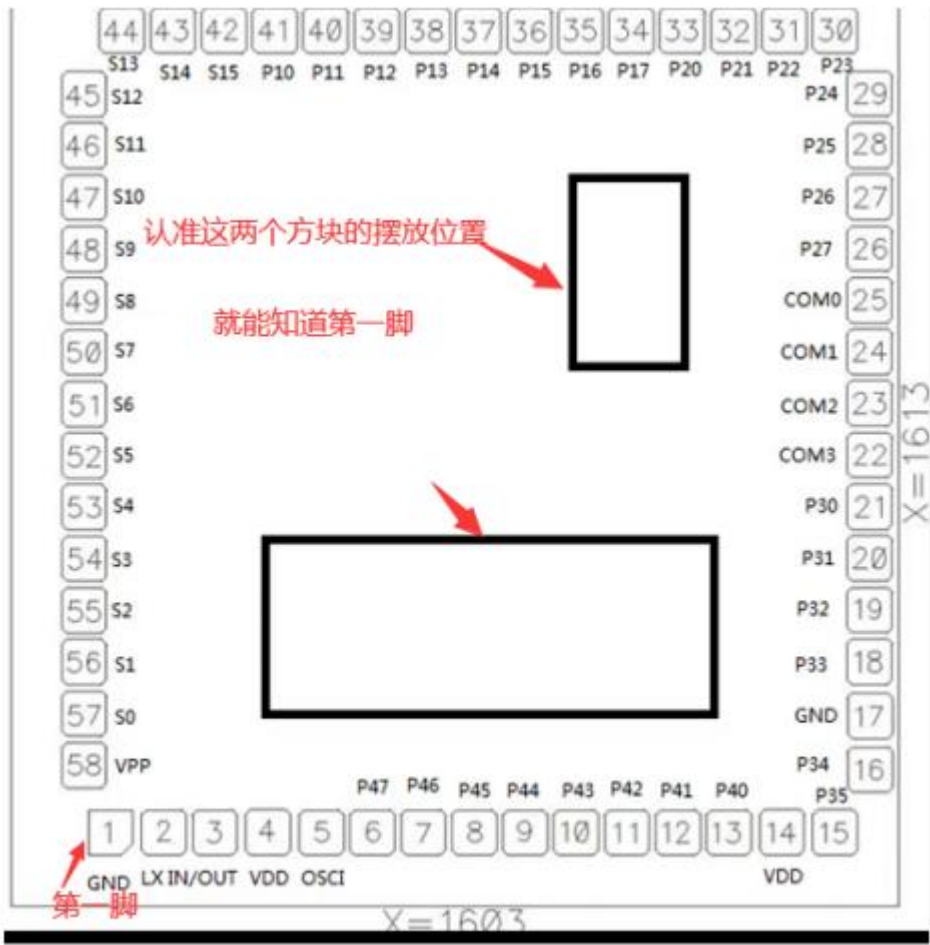 44 43 42 41 40 39 38 37 36 35 34 33 32 31 30
S13 S14 S15 P10 P11 P12 P13 P14 P15 P16 P17 P20 P21 P22 P23
45 S12 P24 29
46 S11 P25 28
47 S10 P26 27
认准这两个方块的摆放位置
48 S9 P27 26
49 S8 COM0 25
就能知道第一脚
50 S7 COM1 24
51 S6 COM2 23
X=1613
52 S5 COM3 22
53 S4 P30 21
54 S3 P31 20
55 S2 P32 19
56 S1 P33 18
57 S0 GND 17
58 VPP P34 16
P47 P46 P45 P44 P43 P42 P41 P40 P35
1 2 3 4 5 6 7 8 9 10 11 12 13 14 15
GND LX IN/OUT VDD OSCI VDD
第一脚
X=1603